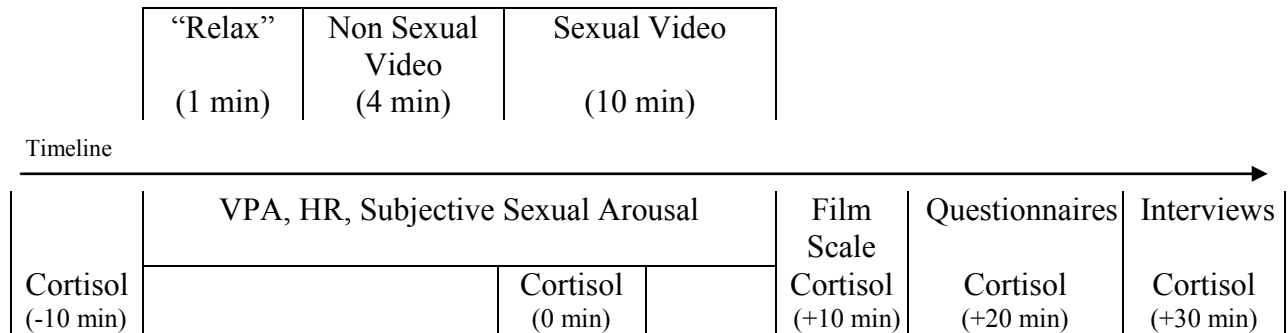 “Relax” Non Sexual Sexual Video
Video
(1 min) (4 min) (10 min)
Timeline
VPA, HR, Subjective Sexual Arousal Film Questionnaires Interviews
Scale
Cortisol Cortisol Cortisol Cortisol Cortisol
(-10 min) (0 min) (+10 min) (+20 min) (+30 min)